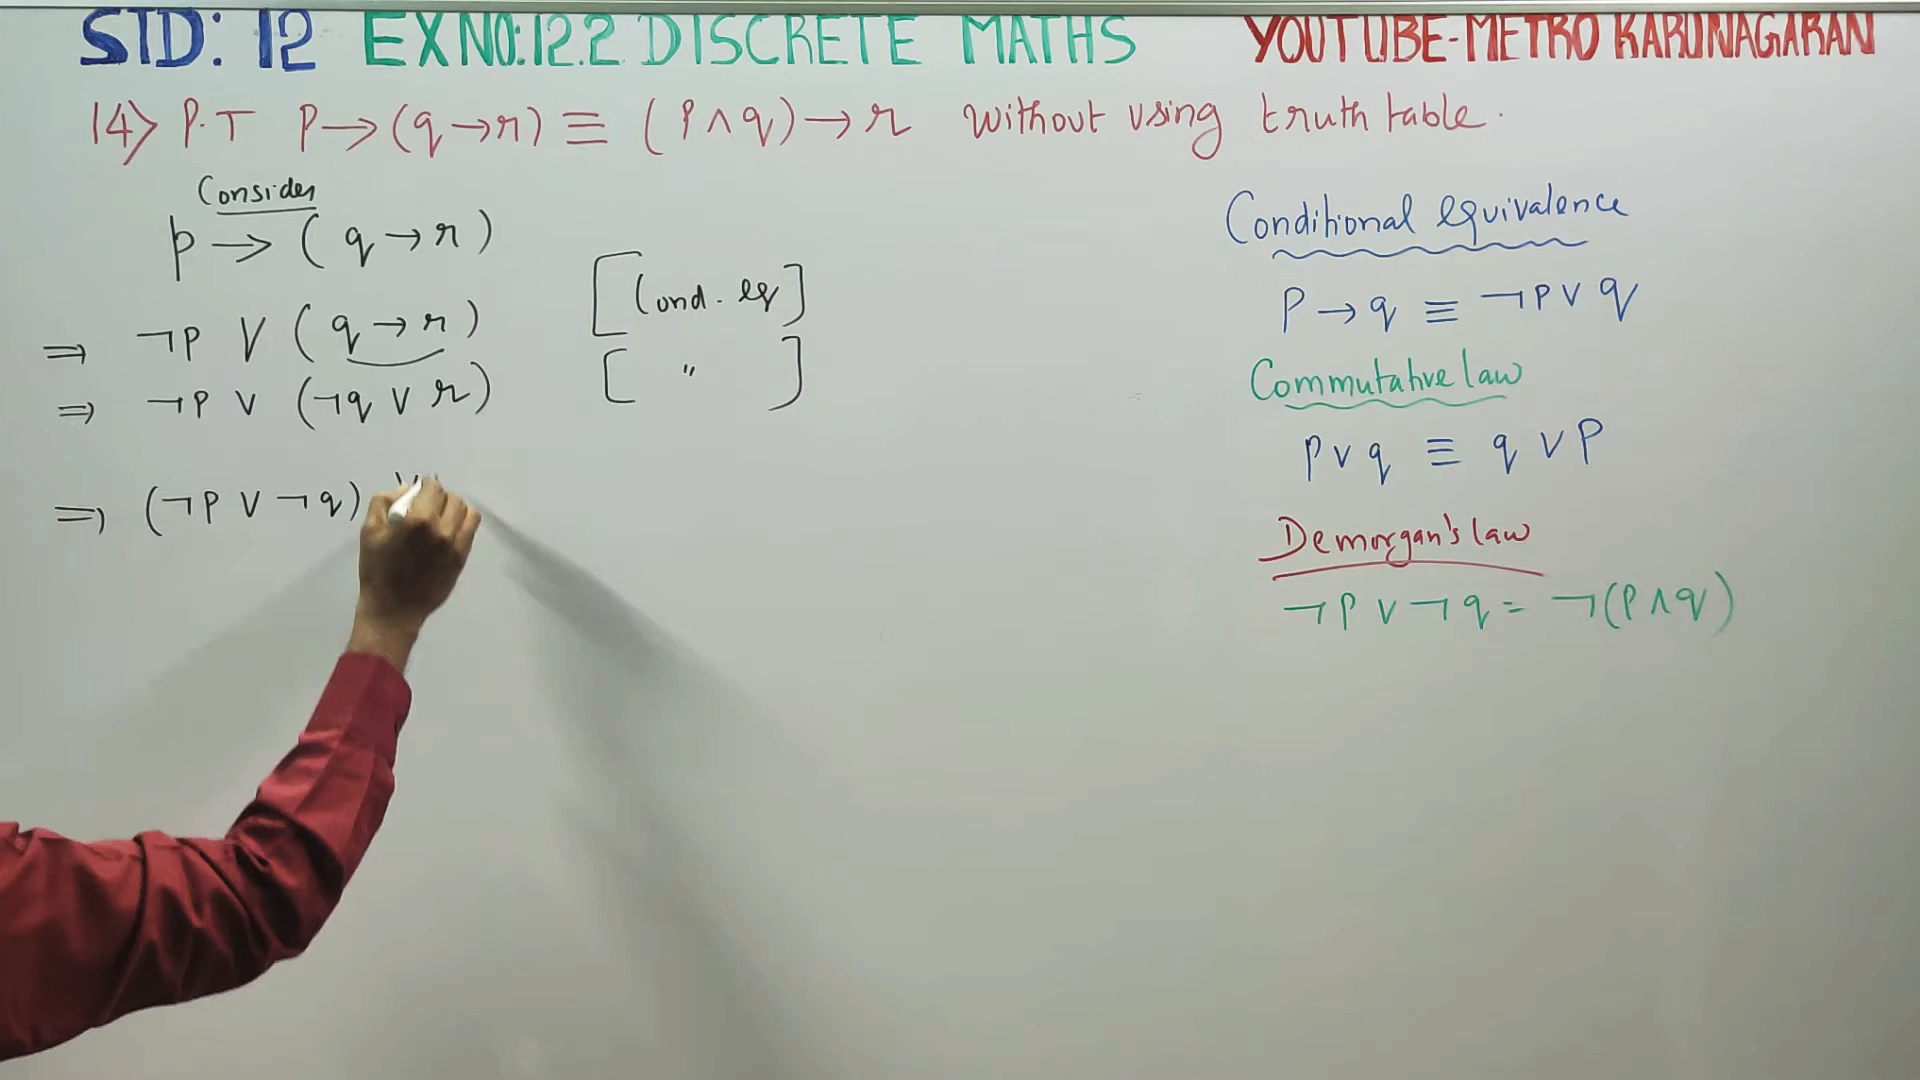 STD: 12 EX NO:12.2 DISCRETE MATHS YOUTUBE-METRO KARUNAGARAN
14> P.T P→(q→r) ≡ (P∧q)→r without using truth table.
Consider
p→(q→r)
⇒ ¬p ∨ (q→r) [Cond. eq]
⇒ ¬p ∨ (¬q ∨ r) [ " ]
⇒ (¬p ∨ ¬q) ∨
Conditional equivalence
P→q ≡ ¬p∨q
Commutative law
p∨q ≡ q∨p
Demorgan's law
¬p∨¬q = ¬(p∧q)